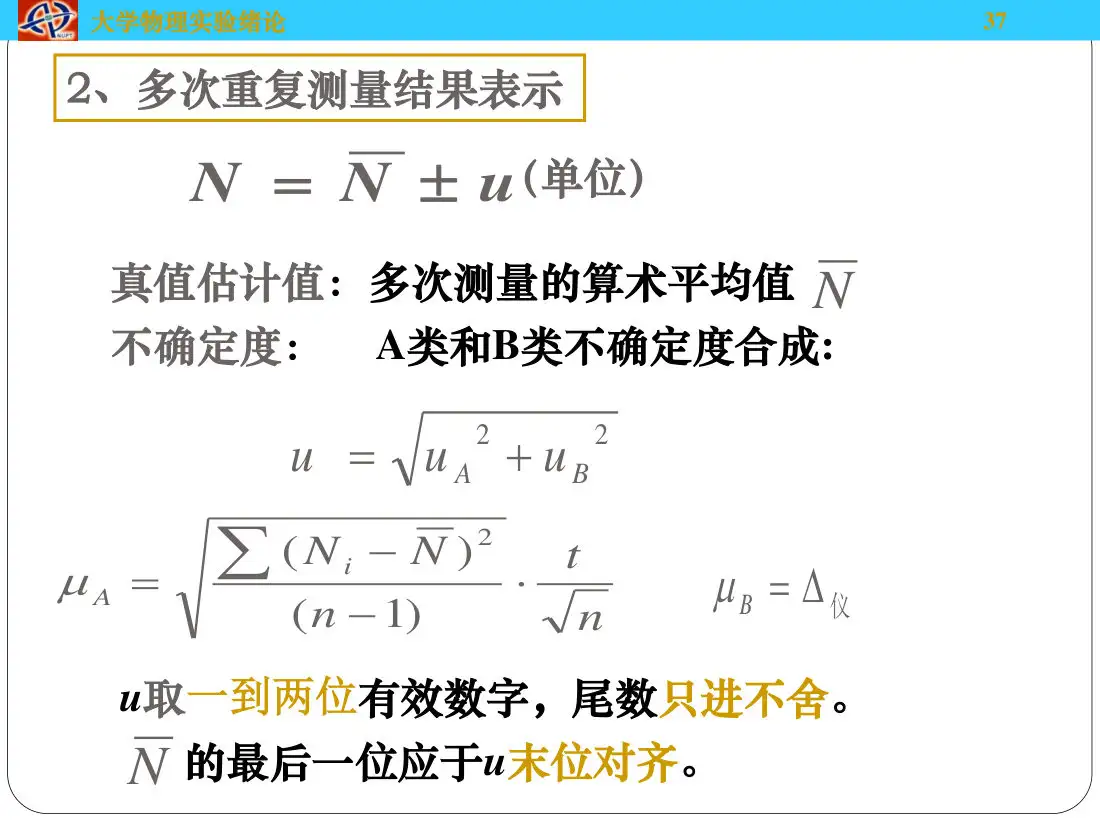 大学物理实验绪论 37
NUPT
2、多次重复测量结果表示
N = N̅ ± u (单位)
真值估计值：多次测量的算术平均值 N̅
不确定度： A类和B类不确定度合成：
u = √(u_A² + u_B²)
μ_A = √(∑(N_i − N̅)² / (n − 1)) · t/√n μ_B = Δ仪
u取一到两位有效数字，尾数只进不舍。
N̅ 的最后一位应于u末位对齐。